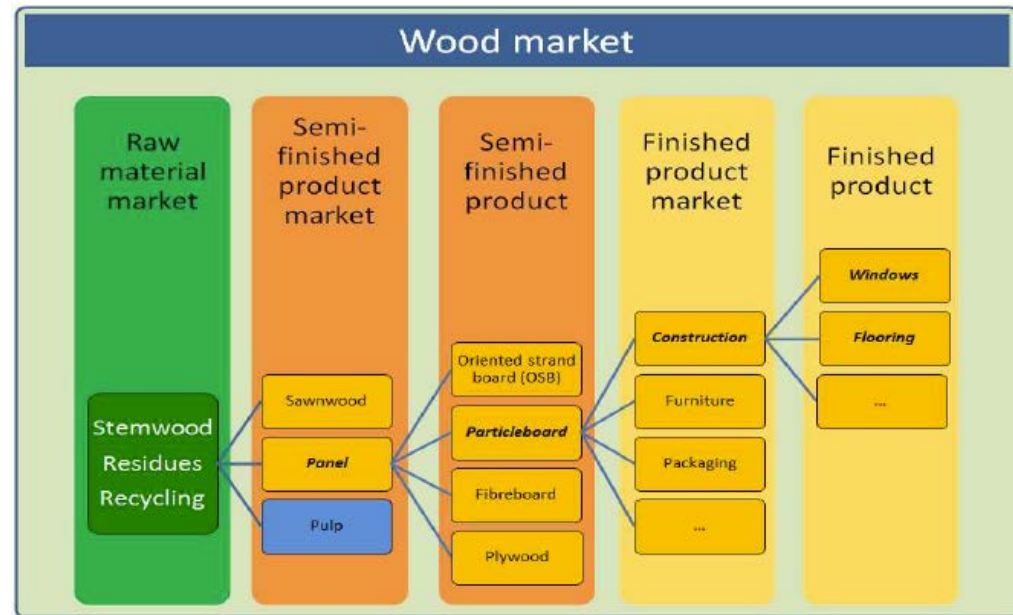 Wood market
Raw
material
market
Stemwood
Residues
Recycling
Semi-
finished
product
market
Sawnwood
Panel
Pulp
Semi-
finished
product
Oriented strand
board (OSB)
Particleboard
Fibreboard
Plywood
Finished
product
market
Construction
Furniture
Packaging
...
Finished
product
Windows
Flooring
...